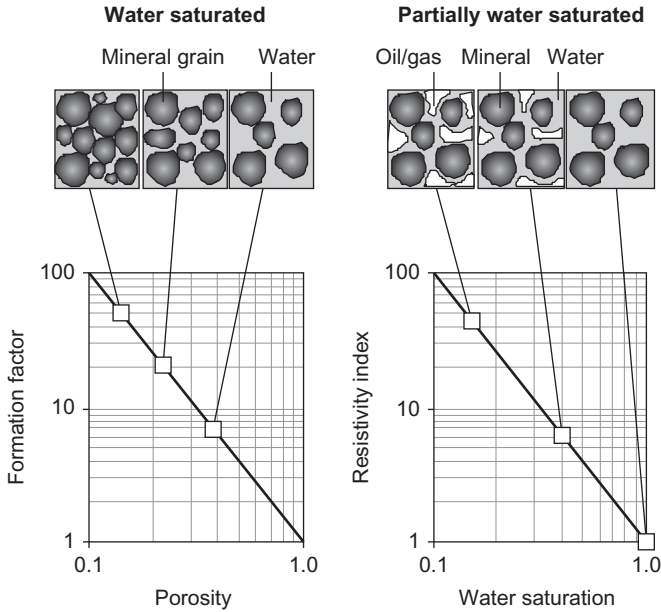 Water saturated
Mineral grain Water
Formation factor
100
10
1
0.1 1.0
Porosity
Partially water saturated
Oil/gas Mineral Water
Resistivity index
100
10
1
0.1 1.0
Water saturation